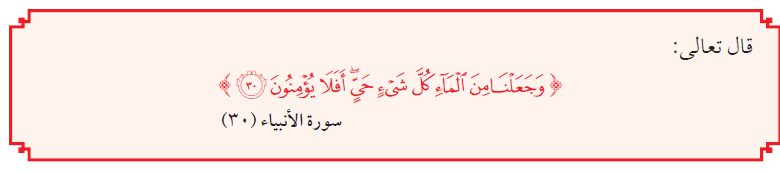 قال تعالى:
﴿ وَجَعَلْنَا مِنَ ٱلْمَآءِ كُلَّ شَىْءٍ حَيٍّ ۖ أَفَلَا يُؤْمِنُونَ ٣٠ ﴾
سورة الأنبياء (٣٠)